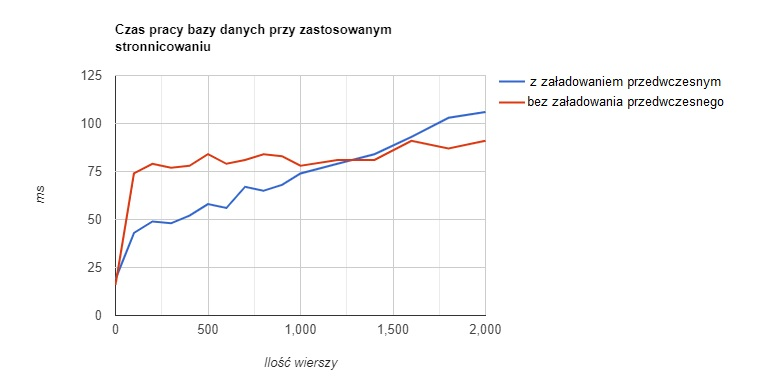 Czas pracy bazy danych przy zastosowanym
stronnicowaniu
125
100
75
50
25
0
ms
0
500
1,000
1,500
2,000
Ilość wierszy
z załadowaniem przedwczesnym
bez załadowania przedwczesnego